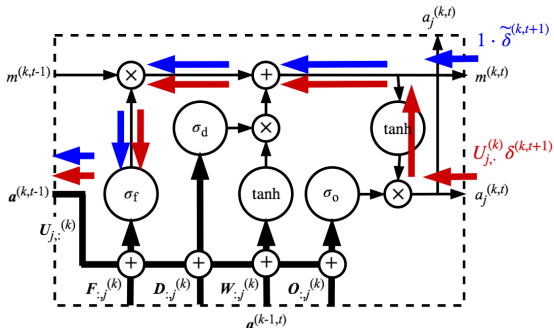 a_j^{(k,t)}
1 · \widetilde{δ}^{(k,t+1)}
m^{(k,t-1)} × + m^{(k,t)}
σ_d × tanh
U_{j,·}^{(k)} δ^{(k,t+1)}
a^{(k,t-1)} σ_f tanh σ_o × a_j^{(k,t)}
U_{j,:}^{(k)}
+ + + +
F_{:,j}^{(k)} D_{:,j}^{(k)} W_{:,j}^{(k)} O_{:,j}^{(k)}
a^{(k-1,t)}